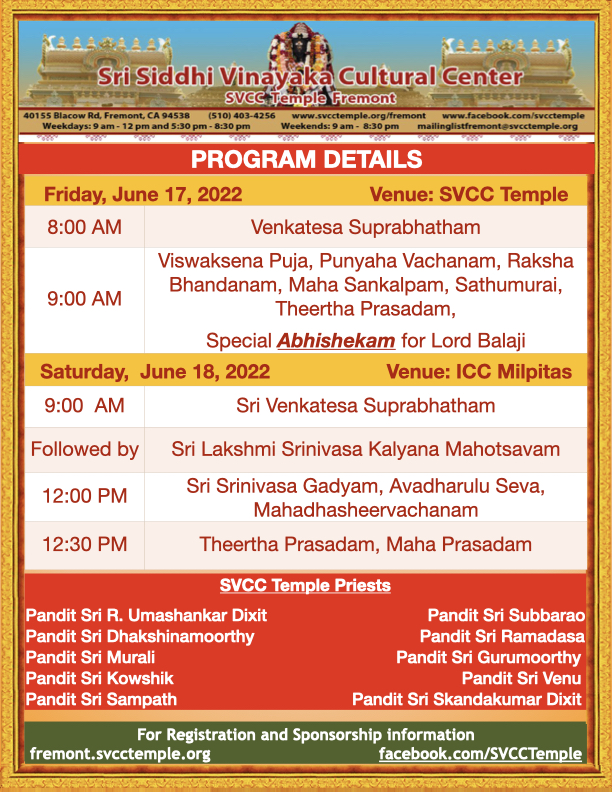 Sri Siddhi Vinayaka Cultural Center
SVCC Temple Fremont
40155 Blacow Rd, Fremont, CA 94538 (510) 403-4256 www.svcctemple.org/fremont www.facebook.com/svcctemple
Weekdays: 9 am - 12 pm and 5:30 pm - 8:30 pm Weekends: 9 am - 8:30 pm mailinglistfremont@svcctemple.org
PROGRAM DETAILS
Friday, June 17, 2022 Venue: SVCC Temple
8:00 AM Venkatesa Suprabhatham
9:00 AM
Viswaksena Puja, Punyaha Vachanam, Raksha
Bhandanam, Maha Sankalpam, Sathumurai,
Theertha Prasadam,
Special Abhishekam for Lord Balaji
Saturday, June 18, 2022 Venue: ICC Milpitas
9:00 AM Sri Venkatesa Suprabhatham
Followed by Sri Lakshmi Srinivasa Kalyana Mahotsavam
12:00 PM
Sri Srinivasa Gadyam, Avadharulu Seva,
Mahadhasheervachanam
12:30 PM Theertha Prasadam, Maha Prasadam
SVCC Temple Priests
Pandit Sri R. Umashankar Dixit Pandit Sri Subbarao
Pandit Sri Dhakshinamoorthy Pandit Sri Ramadasa
Pandit Sri Murali Pandit Sri Gurumoorthy
Pandit Sri Kowshik Pandit Sri Venu
Pandit Sri Sampath Pandit Sri Skandakumar Dixit
For Registration and Sponsorship information
fremont.svcctemple.org facebook.com/SVCCTemple